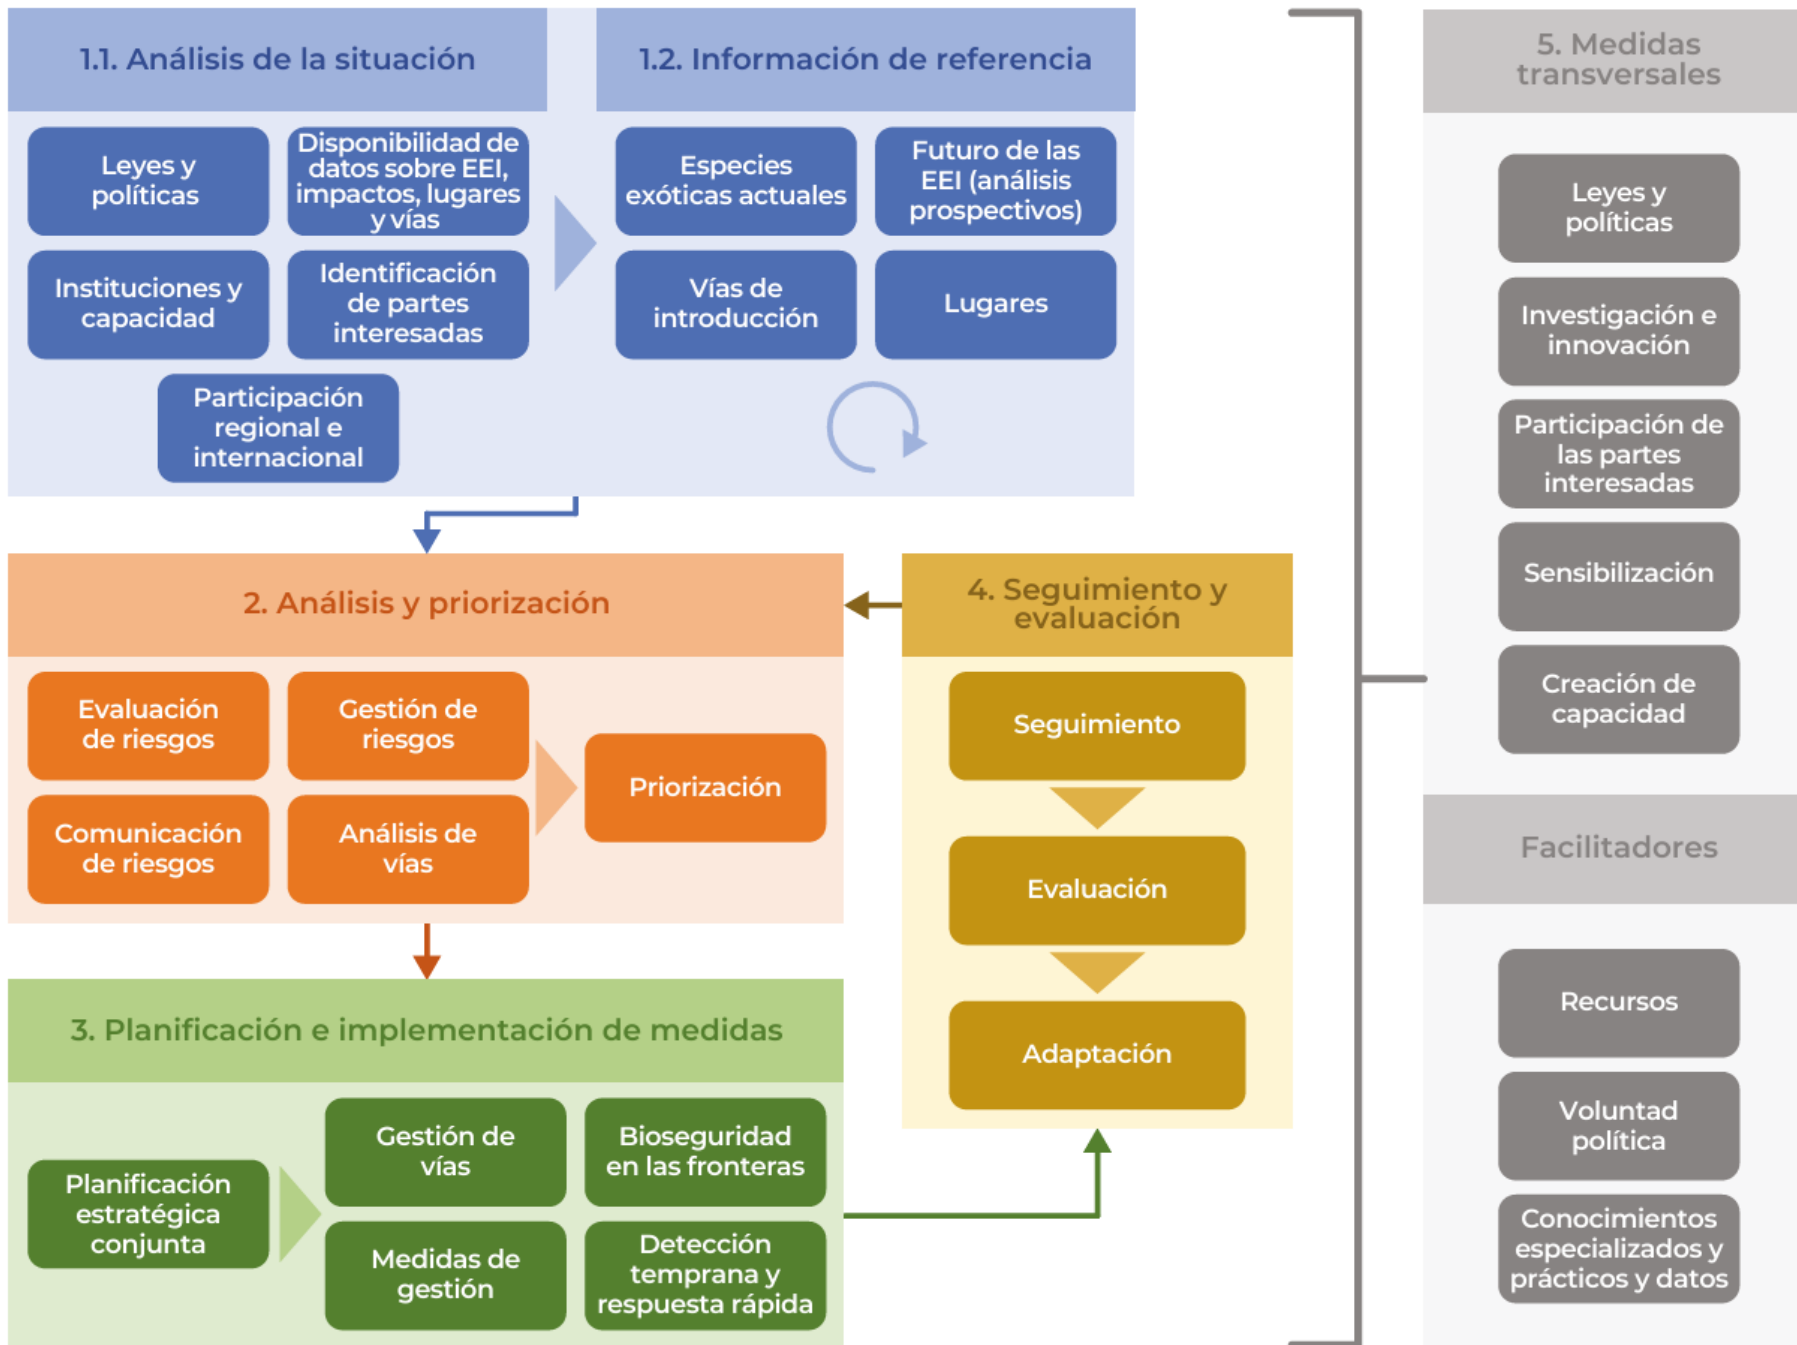 1.1. Análisis de la situación
Leyes y
políticas
Disponibilidad de
datos sobre EEI,
impactos, lugares
y vías
Instituciones y
capacidad
Identificación
de partes
interesadas
Participación
regional e
internacional
1.2. Información de referencia
Especies
exóticas actuales
Futuro de las
EEI (análisis
prospectivos)
Vías de
introducción
Lugares
2. Análisis y priorización
Evaluación
de riesgos
Gestión de
riesgos
Comunicación
de riesgos
Análisis de
vías
Priorización
3. Planificación e implementación de medidas
Planificación
estratégica
conjunta
Gestión de
vías
Bioseguridad
en las fronteras
Medidas de
gestión
Detección
temprana y
respuesta rápida
4. Seguimiento y
evaluación
Seguimiento
Evaluación
Adaptación
5. Medidas
transversales
Leyes y
políticas
Investigación e
innovación
Participación de
las partes
interesadas
Sensibilización
Creación de
capacidad
Facilitadores
Recursos
Voluntad
política
Conocimientos
especializados y
prácticos y datos